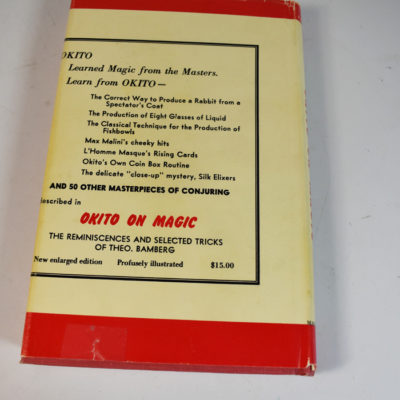 OKITO
Learned Magic from the Masters.
Learn from OKITO—
The Correct Way to Produce a Rabbit from a
Spectator's Coat
The Production of Eight Glasses of Liquid
The Classical Technique for the Production of
Fishbowls
Max Malini's cheeky hits
L'Homme Masque's Rising Cards
Okito's Own Coin Box Routine
The delicate "close-up" mystery, Silk Elixers
AND 50 OTHER MASTERPIECES OF CONJURING
described in
OKITO ON MAGIC
THE REMINISCENCES AND SELECTED TRICKS
OF THEO. BAMBERG
New enlarged edition Profusely illustrated $15.00